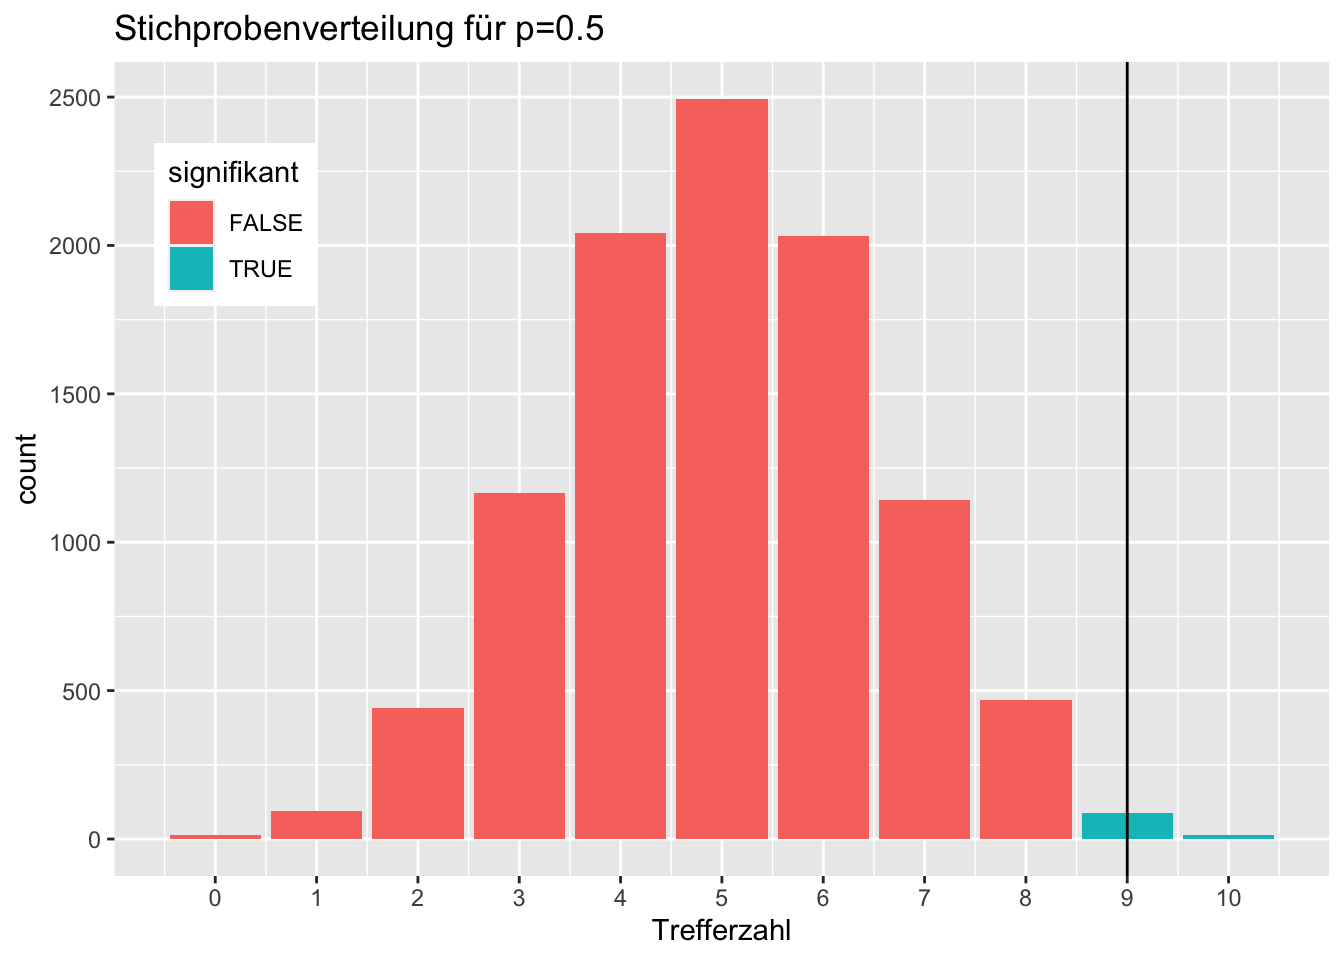 Stichprobenverteilung für p=0.5
2500
2000
1500
1000
500
0
count
signifikant
FALSE
TRUE
0 1 2 3 4 5 6 7 8 9 10
Trefferzahl